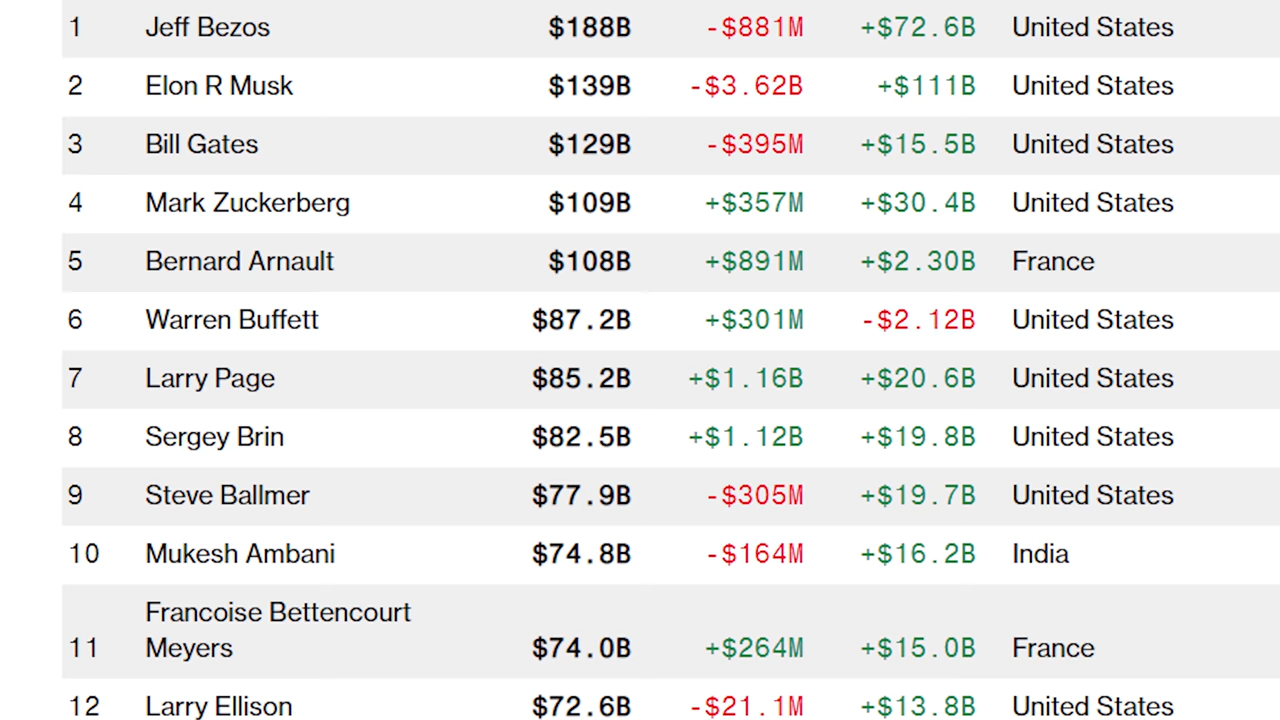 1 Jeff Bezos $188B -$881M +$72.6B United States
2 Elon R Musk $139B -$3.62B +$111B United States
3 Bill Gates $129B -$395M +$15.5B United States
4 Mark Zuckerberg $109B +$357M +$30.4B United States
5 Bernard Arnault $108B +$891M +$2.30B France
6 Warren Buffett $87.2B +$301M -$2.12B United States
7 Larry Page $85.2B +$1.16B +$20.6B United States
8 Sergey Brin $82.5B +$1.12B +$19.8B United States
9 Steve Ballmer $77.9B -$305M +$19.7B United States
10 Mukesh Ambani $74.8B -$164M +$16.2B India
Francoise Bettencourt
11 Meyers $74.0B +$264M +$15.0B France
12 Larry Ellison $72.6B -$21.1M +$13.8B United States